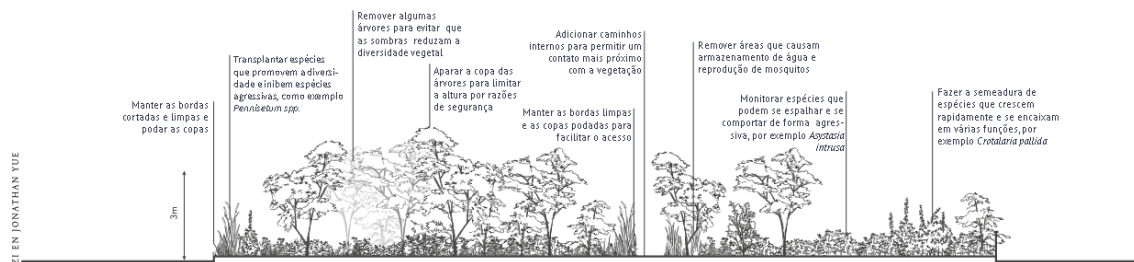 Manter as bordas
cortadas e limpas e
podar as copas
Transplantar espécies
que promovem a diversi-
dade e inibem espécies
agressivas, como exemplo
Pennisetum spp.
Remover algumas
árvores para evitar que
as sombras reduzam a
diversidade vegetal
Aparar a copa das
árvores para limitar
a altura por razões
de segurança
Adicionar caminhos
internos para permitir um
contato mais próximo
com a vegetação
Manter as bordas limpas
e as copas podadas para
facilitar o acesso
Remover áreas que causam
armazenamento de água e
reprodução de mosquitos
Monitorar espécies que
podem se espalhar e se
comportar de forma agres-
siva, por exemplo Asystasia
intrusa
Fazer a semeadura de
espécies que crescem
rapidamente e se encaixam
em várias funções, por
exemplo Crotalaria pallida
3m
EN JONATHAN YUE